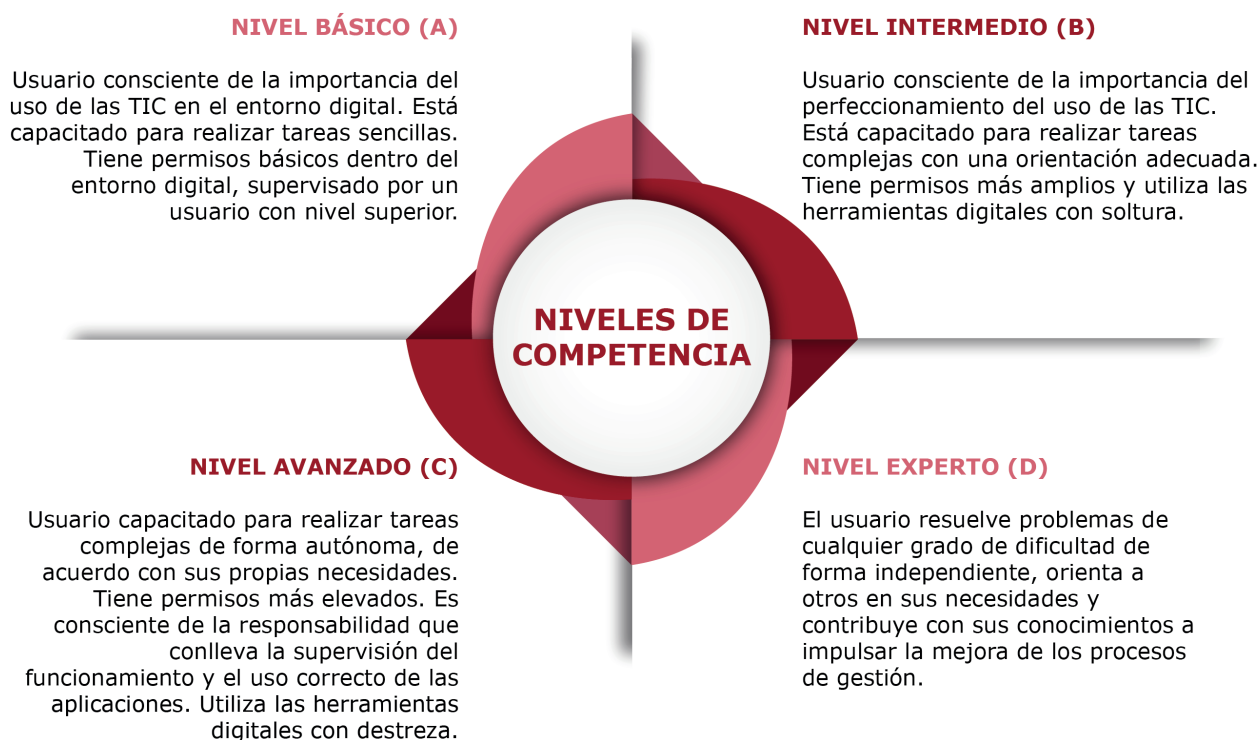 NIVEL BÁSICO (A)
Usuario consciente de la importancia del
uso de las TIC en el entorno digital. Está
capacitado para realizar tareas sencillas.
Tiene permisos básicos dentro del
entorno digital, supervisado por un
usuario con nivel superior.
NIVEL INTERMEDIO (B)
Usuario consciente de la importancia del
perfeccionamiento del uso de las TIC.
Está capacitado para realizar tareas
complejas con una orientación adecuada.
Tiene permisos más amplios y utiliza las
herramientas digitales con soltura.
NIVELES DE
COMPETENCIA
NIVEL AVANZADO (C)
Usuario capacitado para realizar tareas
complejas de forma autónoma, de
acuerdo con sus propias necesidades.
Tiene permisos más elevados. Es
consciente de la responsabilidad que
conlleva la supervisión del
funcionamiento y el uso correcto de las
aplicaciones. Utiliza las herramientas
digitales con destreza.
NIVEL EXPERTO (D)
El usuario resuelve problemas de
cualquier grado de dificultad de
forma independiente, orienta a
otros en sus necesidades y
contribuye con sus conocimientos a
impulsar la mejora de los procesos
de gestión.